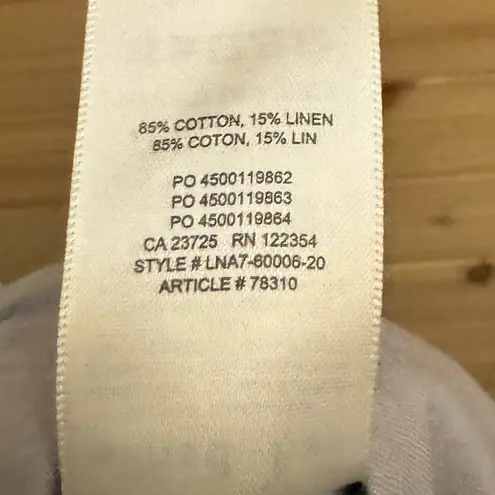 85% COTTON, 15% LINEN
85% COTON, 15% LIN
PO 4500119862
PO 4500119863
PO 4500119864
CA 23725 RN 122354
STYLE # LNA7-60006-20
ARTICLE # 78310